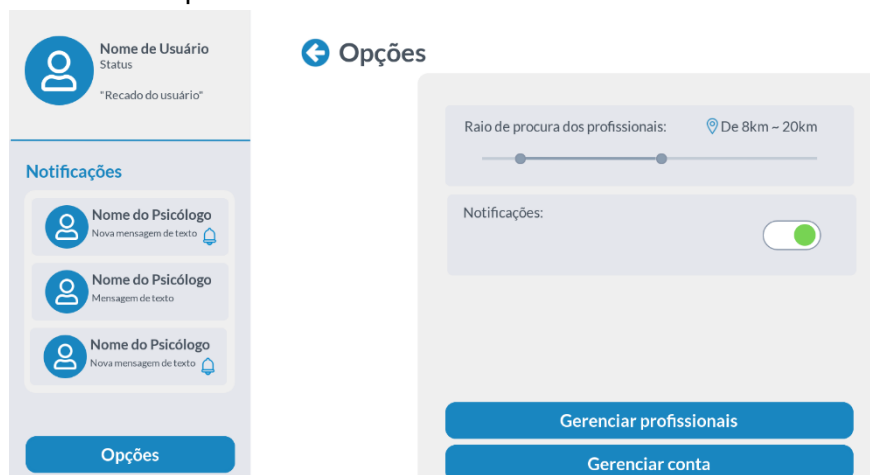 Nome de Usuário
Status
"Recado do usuário"
Notificações
Nome do Psicólogo
Nova mensagem de texto
Nome do Psicólogo
Mensagem de texto
Nome do Psicólogo
Nova mensagem de texto
Opções
Opções
Raio de procura dos profissionais: De 8km ~ 20km
Notificações:
Gerenciar profissionais
Gerenciar conta